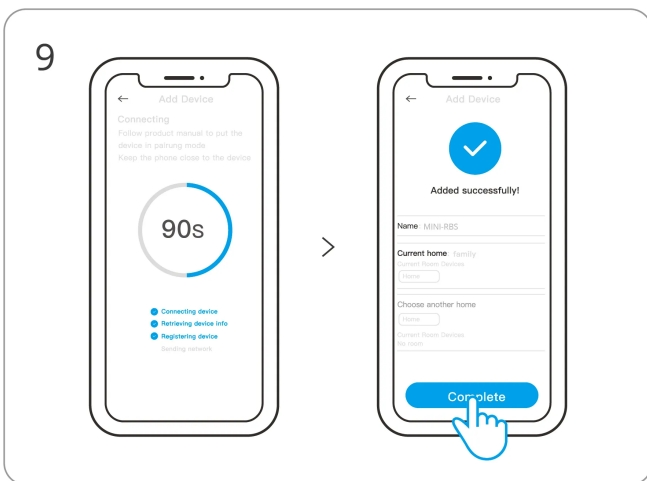 9
Add Device
Connecting
Follow product manual to put the
device in pairung mode
Keep the phone close to the device
90s
Connecting device
Retrieving device info
Registering device
Sending network
>
Add Device
Added successfully!
Name MINI-RBS
Current home family
Current Room Devices
Home
Choose another home
Home
Current Room Devices
No room
Complete